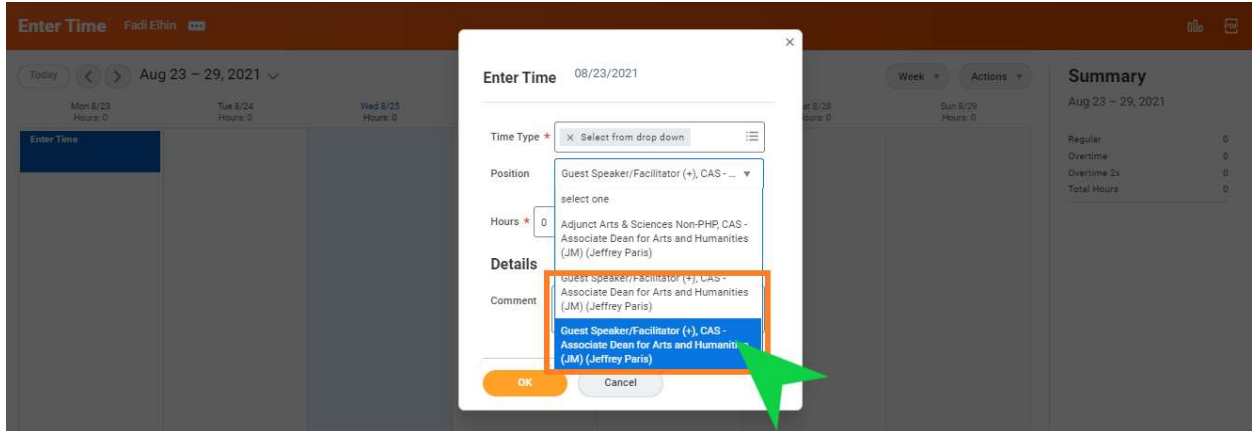 Enter Time Fadi Elhin
PDF
Today Aug 23 – 29, 2021 Week Actions Summary
Aug 23 – 29, 2021
Mon 8/23 Tue 8/24 Wed 8/25 at 8/28 Sun 8/29
Hours: 0 Hours: 0 Hours: 0 ours: 0 Hours: 0
Enter Time
Regular 0
Overtime 0
Overtime 2x 0
Total Hours 0
Enter Time 08/23/2021
Time Type * × Select from drop down
Position Guest Speaker/Facilitator (+), CAS - ...
select one
Hours * 0
Adjunct Arts & Sciences Non-PHP, CAS -
Associate Dean for Arts and Humanities
(JM) (Jeffrey Paris)
Details
Guest Speaker/Facilitator (+), CAS -
Associate Dean for Arts and Humanities
(JM) (Jeffrey Paris)
Comment
Guest Speaker/Facilitator (+), CAS -
Associate Dean for Arts and Humanities
(JM) (Jeffrey Paris)
OK Cancel